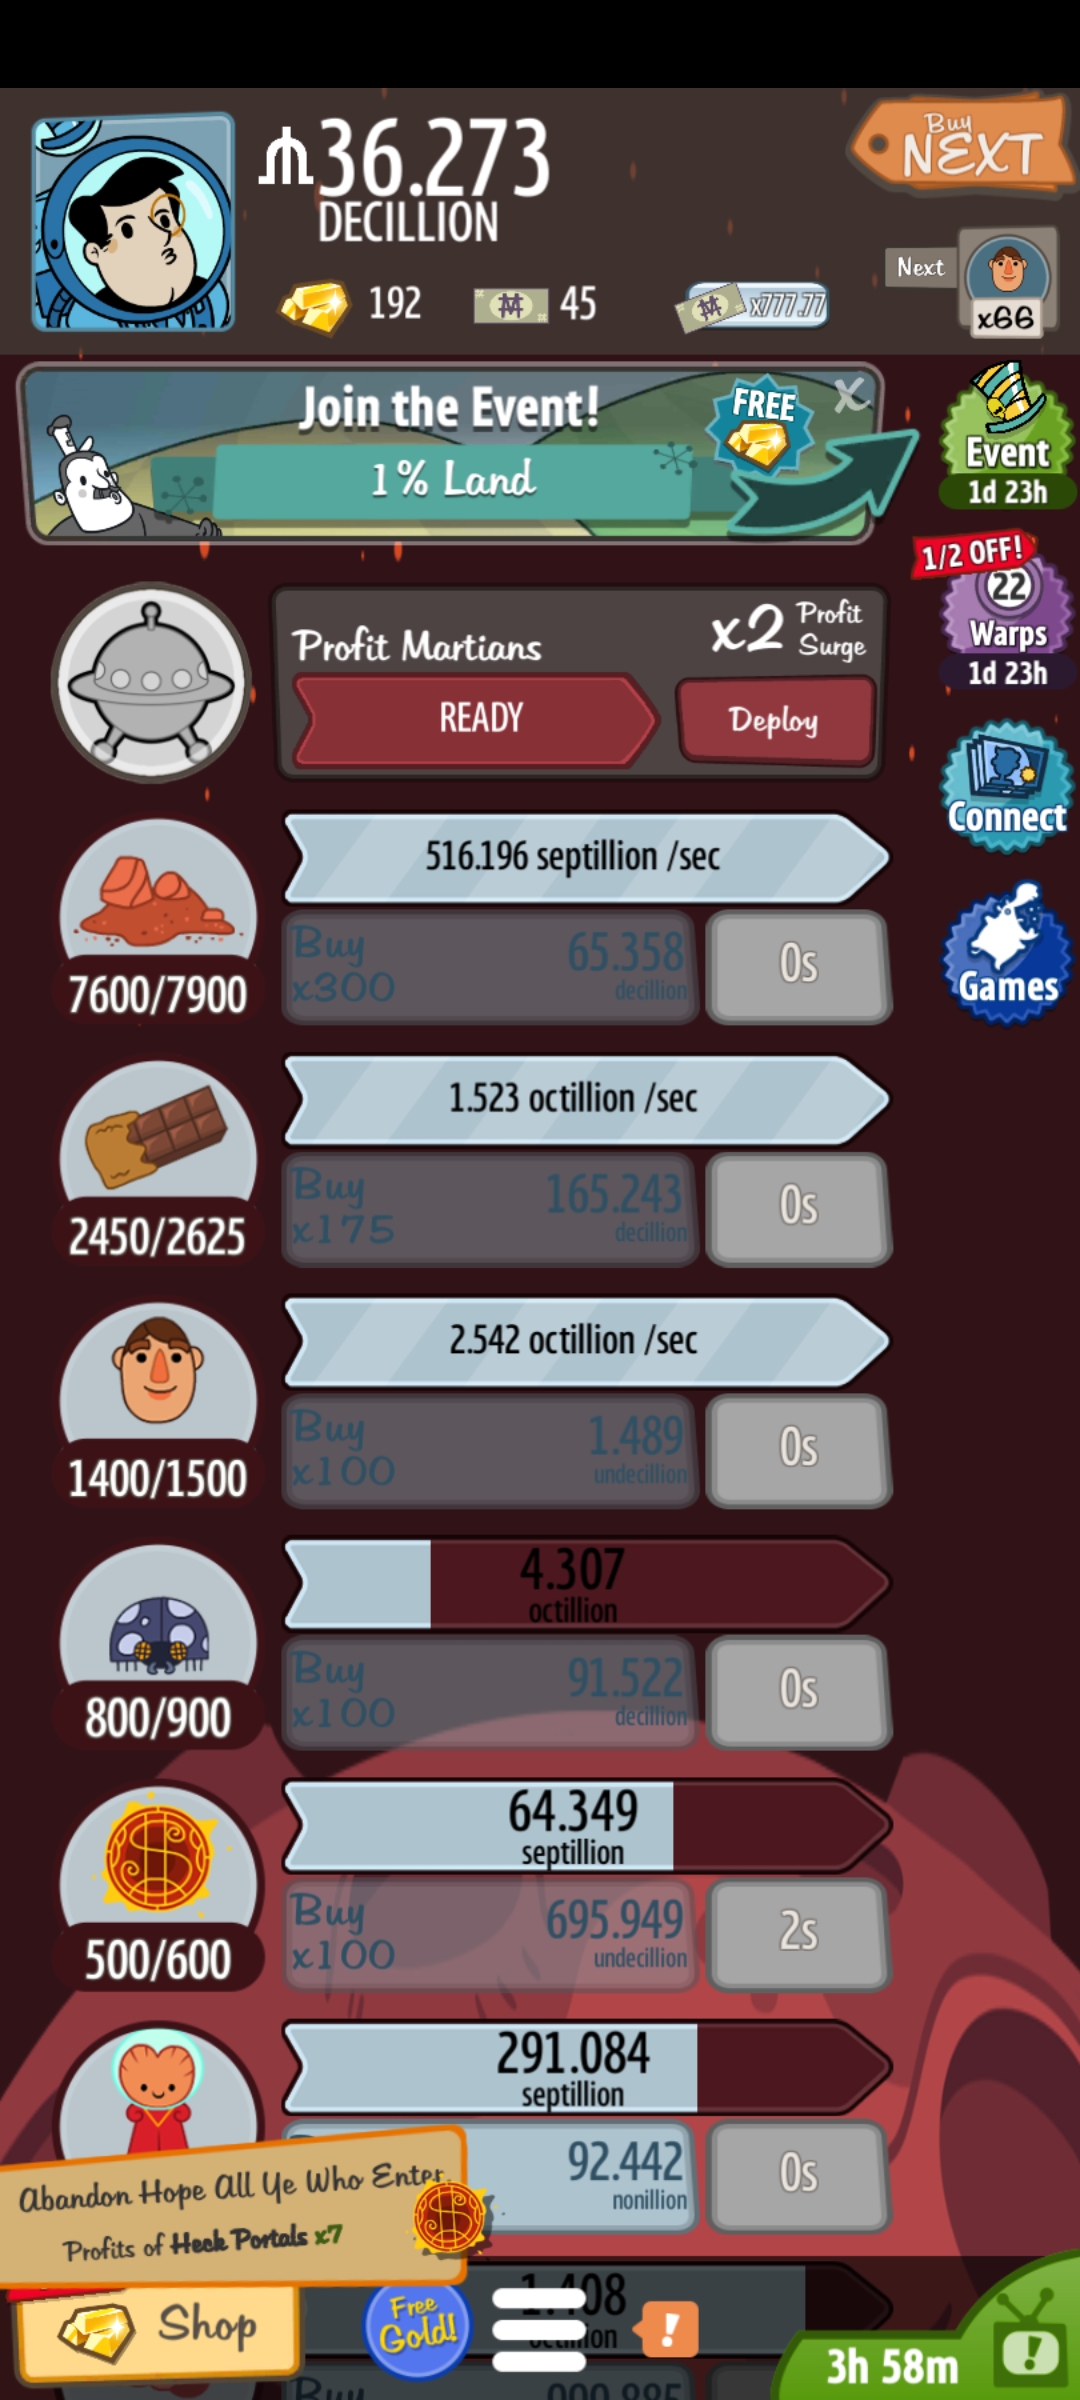 36.273
DECILLION
Buy
NEXT
192
45
x777.77
Next
x66
Join the Event!
1% Land
FREE
Event
1d 23h
1/2 OFF!
22
Warps
1d 23h
Connect
Games
Profit Martians
x2 Profit Surge
READY
Deploy
516.196 septillion /sec
7600/7900
Buy x300
65.358 decillion
0s
1.523 octillion /sec
2450/2625
Buy x175
165.243 decillion
0s
2.542 octillion /sec
1400/1500
Buy x100
1.489 undecillion
0s
4.307
octillion
800/900
Buy x100
91.522 decillion
0s
64.349
septillion
500/600
Buy x100
695.949 undecillion
2s
291.084
septillion
92.442 nonillion
0s
Abandon Hope All Ye Who Enter
Profits of Heck Portals x7
Shop
Free Gold!
!
3h 58m
!
Buy